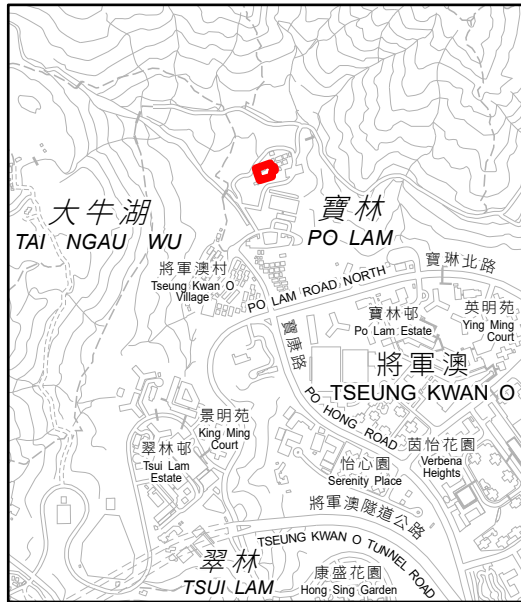 大牛湖
TAI NGAU WU
寶林
PO LAM
將軍澳村
Tseung Kwan O
Village
PO LAM ROAD NORTH
寶琳北路
寶林邨
Po Lam Estate
英明苑
Ying Ming
Court
寶康路
PO HONG ROAD
將軍澳
TSEUNG KWAN O
景明苑
King Ming
Court
翠林邨
Tsui Lam
Estate
怡心園
Serenity Place
茵怡花園
Verbena
Heights
將軍澳隧道公路
TSEUNG KWAN O TUNNEL ROAD
翠林
TSUI LAM
康盛花園
Hong Sing Garden